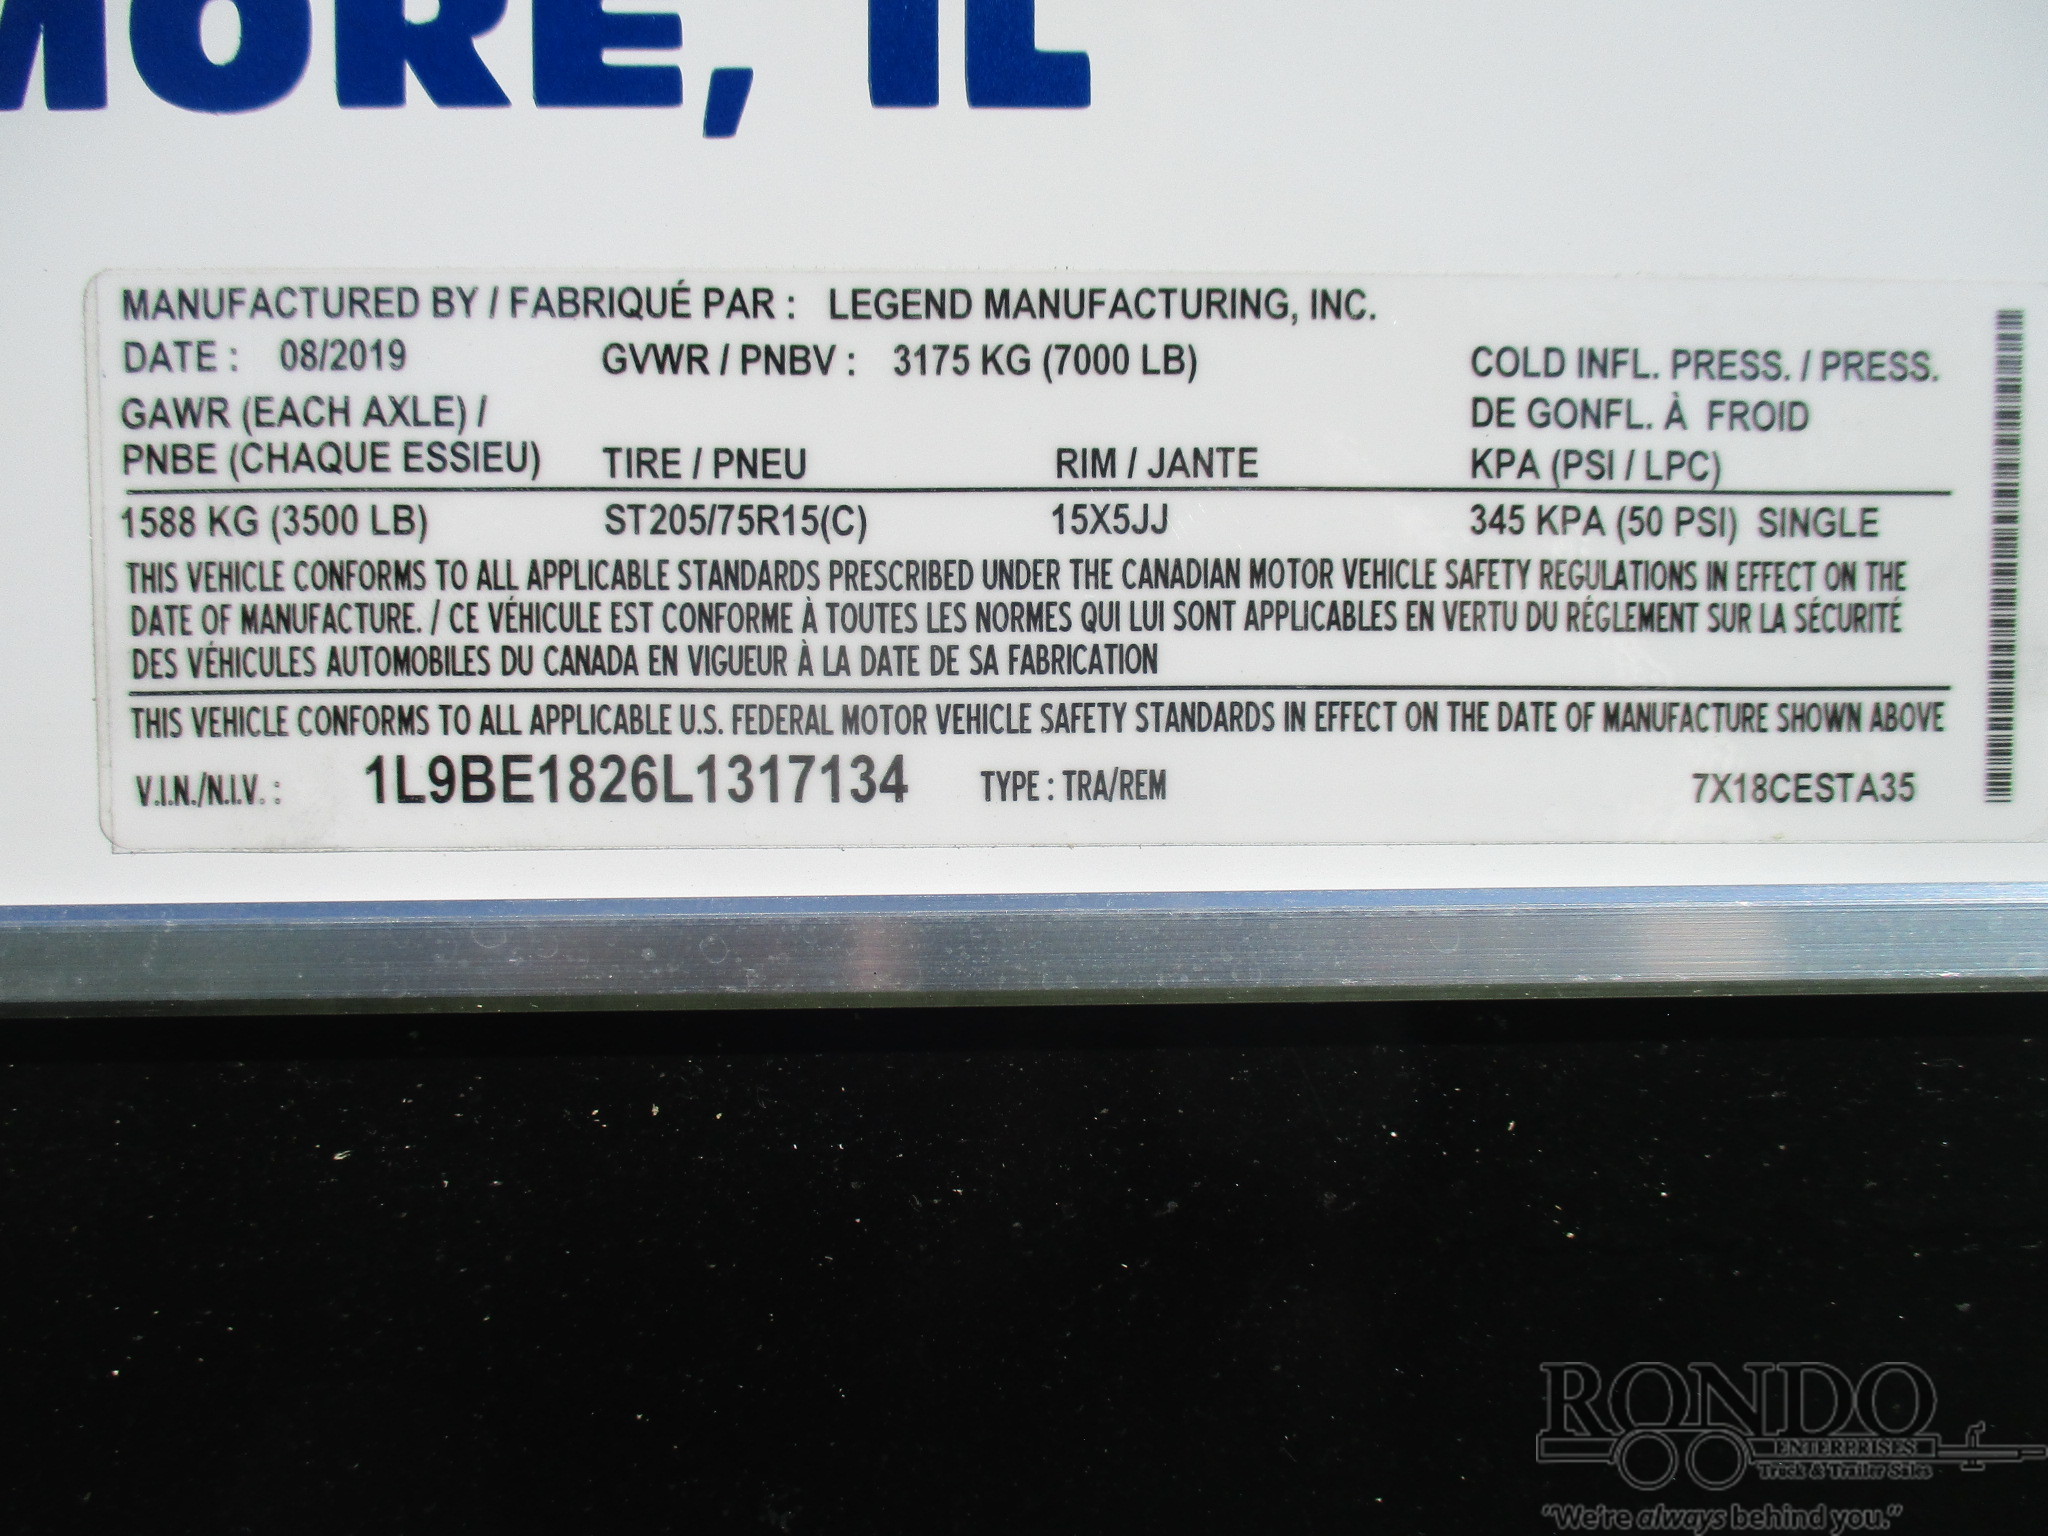 MORE, IL
MANUFACTURED BY / FABRIQUÉ PAR : LEGEND MANUFACTURING, INC.
DATE : 08/2019 GVWR / PNBV : 3175 KG (7000 LB) COLD INFL. PRESS. / PRESS.
GAWR (EACH AXLE) / DE GONFL. À FROID
PNBE (CHAQUE ESSIEU) TIRE / PNEU RIM / JANTE KPA (PSI / LPC)
1588 KG (3500 LB) ST205/75R15(C) 15X5JJ 345 KPA (50 PSI) SINGLE
THIS VEHICLE CONFORMS TO ALL APPLICABLE STANDARDS PRESCRIBED UNDER THE CANADIAN MOTOR VEHICLE SAFETY REGULATIONS IN EFFECT ON THE
DATE OF MANUFACTURE. / CE VÉHICULE EST CONFORME À TOUTES LES NORMES QUI LUI SONT APPLICABLES EN VERTU DU RÉGLEMENT SUR LA SÉCURITÉ
DES VÉHICULES AUTOMOBILES DU CANADA EN VIGUEUR À LA DATE DE SA FABRICATION
THIS VEHICLE CONFORMS TO ALL APPLICABLE U.S. FEDERAL MOTOR VEHICLE SAFETY STANDARDS IN EFFECT ON THE DATE OF MANUFACTURE SHOWN ABOVE
V.I.N./N.I.V. : 1L9BE1826L1317134 TYPE : TRA/REM 7X18CESTA35
RONDO
ENTERPRISES
Truck & Trailer Sales
"We're always behind you."